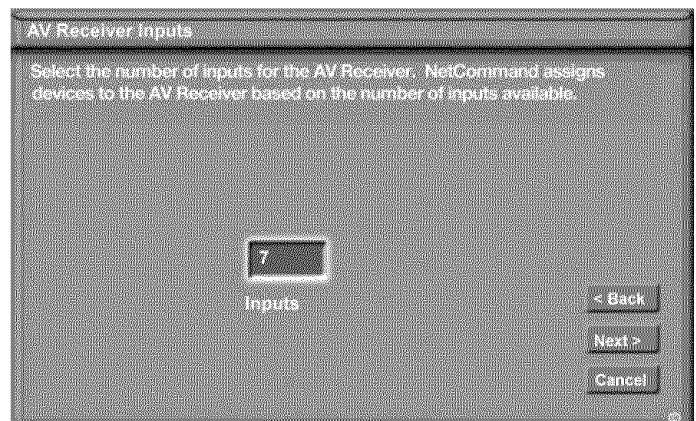 AV Receiver Inputs
Select the number of inputs for the AV Receiver. NetCommand assigns
devices to the AV Receiver based on the number of inputs available.
7
Inputs
< Back
Next >
Cancel